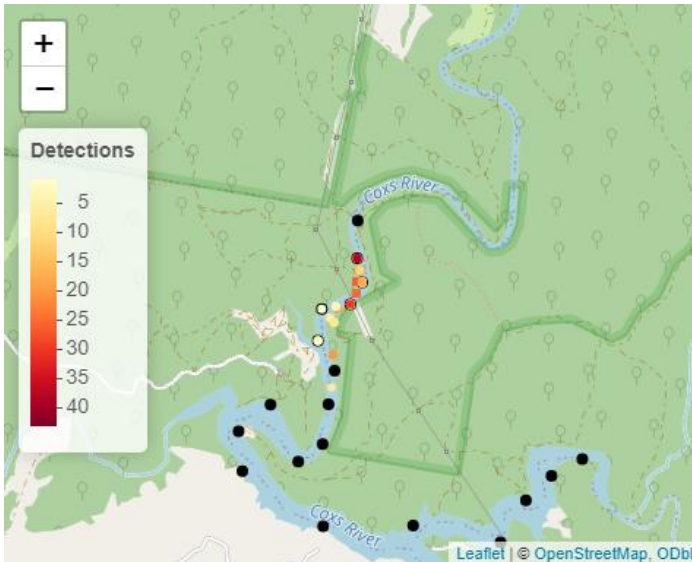 +
−
Detections
5
10
15
20
25
30
35
40
Coxs River
Coxs River
Leaflet | © OpenStreetMap, ODbl